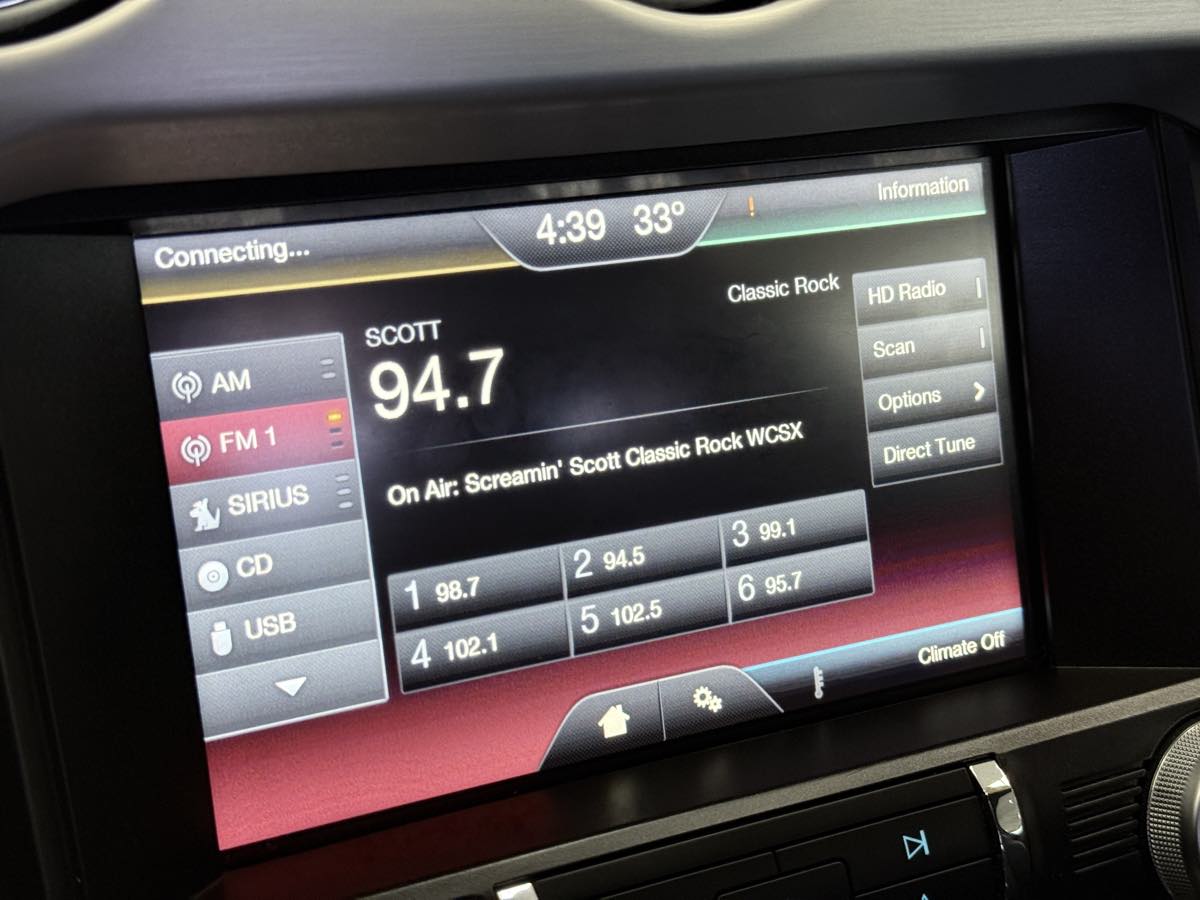 Connecting...
4:39 33°
!
Information
Classic Rock
SCOTT
94.7
On Air: Screamin' Scott Classic Rock WCSX
AM
FM 1
SIRIUS
CD
USB
HD Radio
Scan
Options
Direct Tune
1 98.7
2 94.5
3 99.1
4 102.1
5 102.5
6 95.7
Climate Off